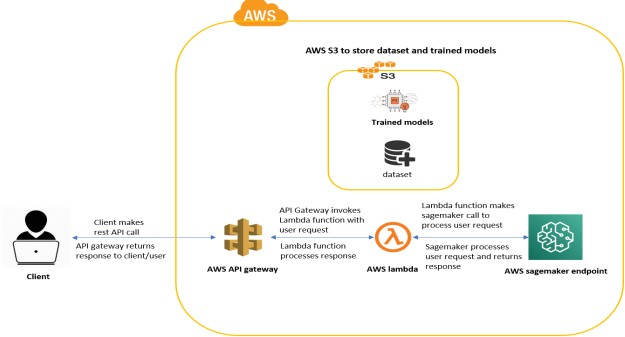 AWS
AWS S3 to store dataset and trained models
S3
Trained models
dataset
Client makes
rest API call
API gateway returns
response to client/user
Client
AWS API gateway
API Gateway invokes
Lambda function with
user request
Lambda function
processes response
AWS lambda
Lambda function makes
sagemaker call to
process user request
Sagemaker processes
user request and returns
response
AWS sagemaker endpoint